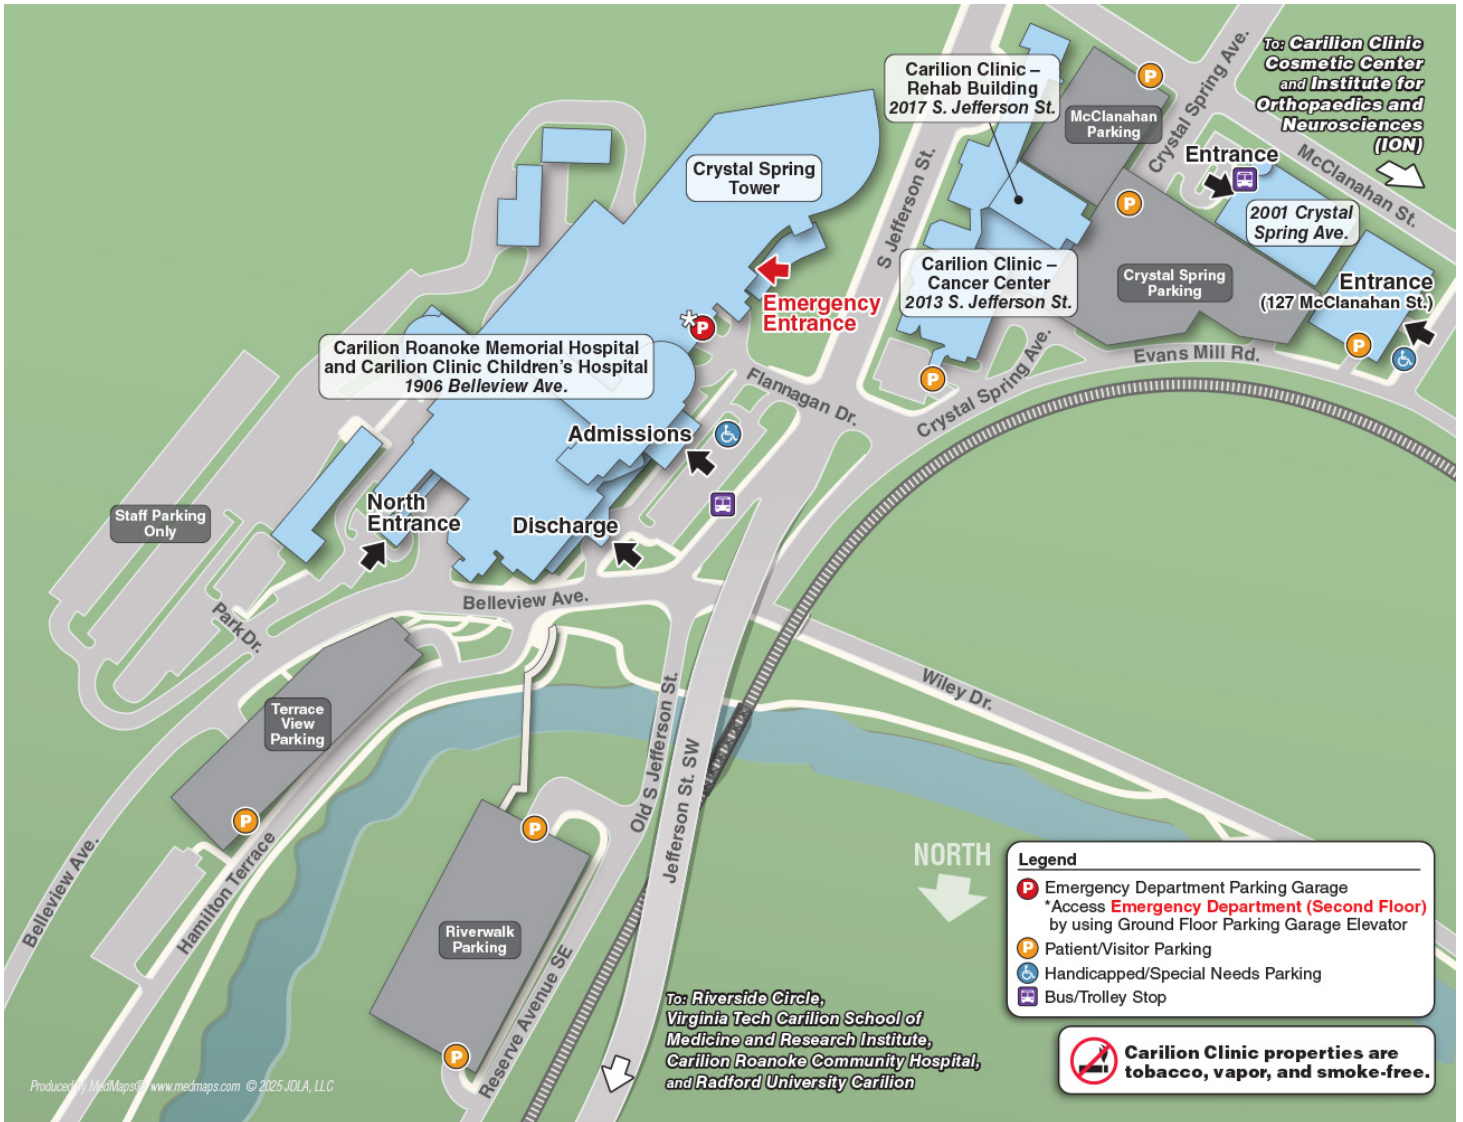 Carilion Clinic –
Rehab Building
2017 S. Jefferson St.
McClanahan
Parking
P
Crystal Spring Ave.
To: Carilion Clinic
Cosmetic Center
and Institute for
Orthopaedics and
Neurosciences
(ION)
McClanahan St.
Entrance
2001 Crystal
Spring Ave.
P
Crystal Spring
Parking
Entrance
(127 McClanahan St.)
P
Evans Mill Rd.
Crystal Spring
Tower
S Jefferson St.
Carilion Clinic –
Cancer Center
2013 S. Jefferson St.
P
Crystal Spring Ave.
Emergency
Entrance
*P
Carilion Roanoke Memorial Hospital
and Carilion Clinic Children's Hospital
1906 Belleview Ave.
Flannagan Dr.
Admissions
North
Entrance
Discharge
Staff Parking
Only
Park Dr.
Belleview Ave.
Wiley Dr.
Terrace
View
Parking
P
Old S Jefferson St.
Jefferson St. SW
P
Belleview Ave.
Hamilton Terrace
Riverwalk
Parking
P
Reserve Avenue SE
NORTH
To: Riverside Circle,
Virginia Tech Carilion School of
Medicine and Research Institute,
Carilion Roanoke Community Hospital,
and Radford University Carilion
Legend
P Emergency Department Parking Garage
*Access Emergency Department (Second Floor)
by using Ground Floor Parking Garage Elevator
P Patient/Visitor Parking
Handicapped/Special Needs Parking
Bus/Trolley Stop
Carilion Clinic properties are
tobacco, vapor, and smoke-free.
Produced by MedMaps® www.medmaps.com © 2025 JDLA, LLC